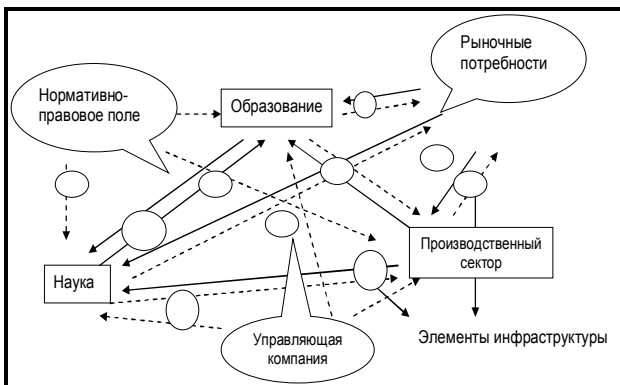 Рыночные
потребности
Нормативно-
правовое поле
Образование
Производственный
сектор
Наука
Управляющая
компания
Элементы инфраструктуры